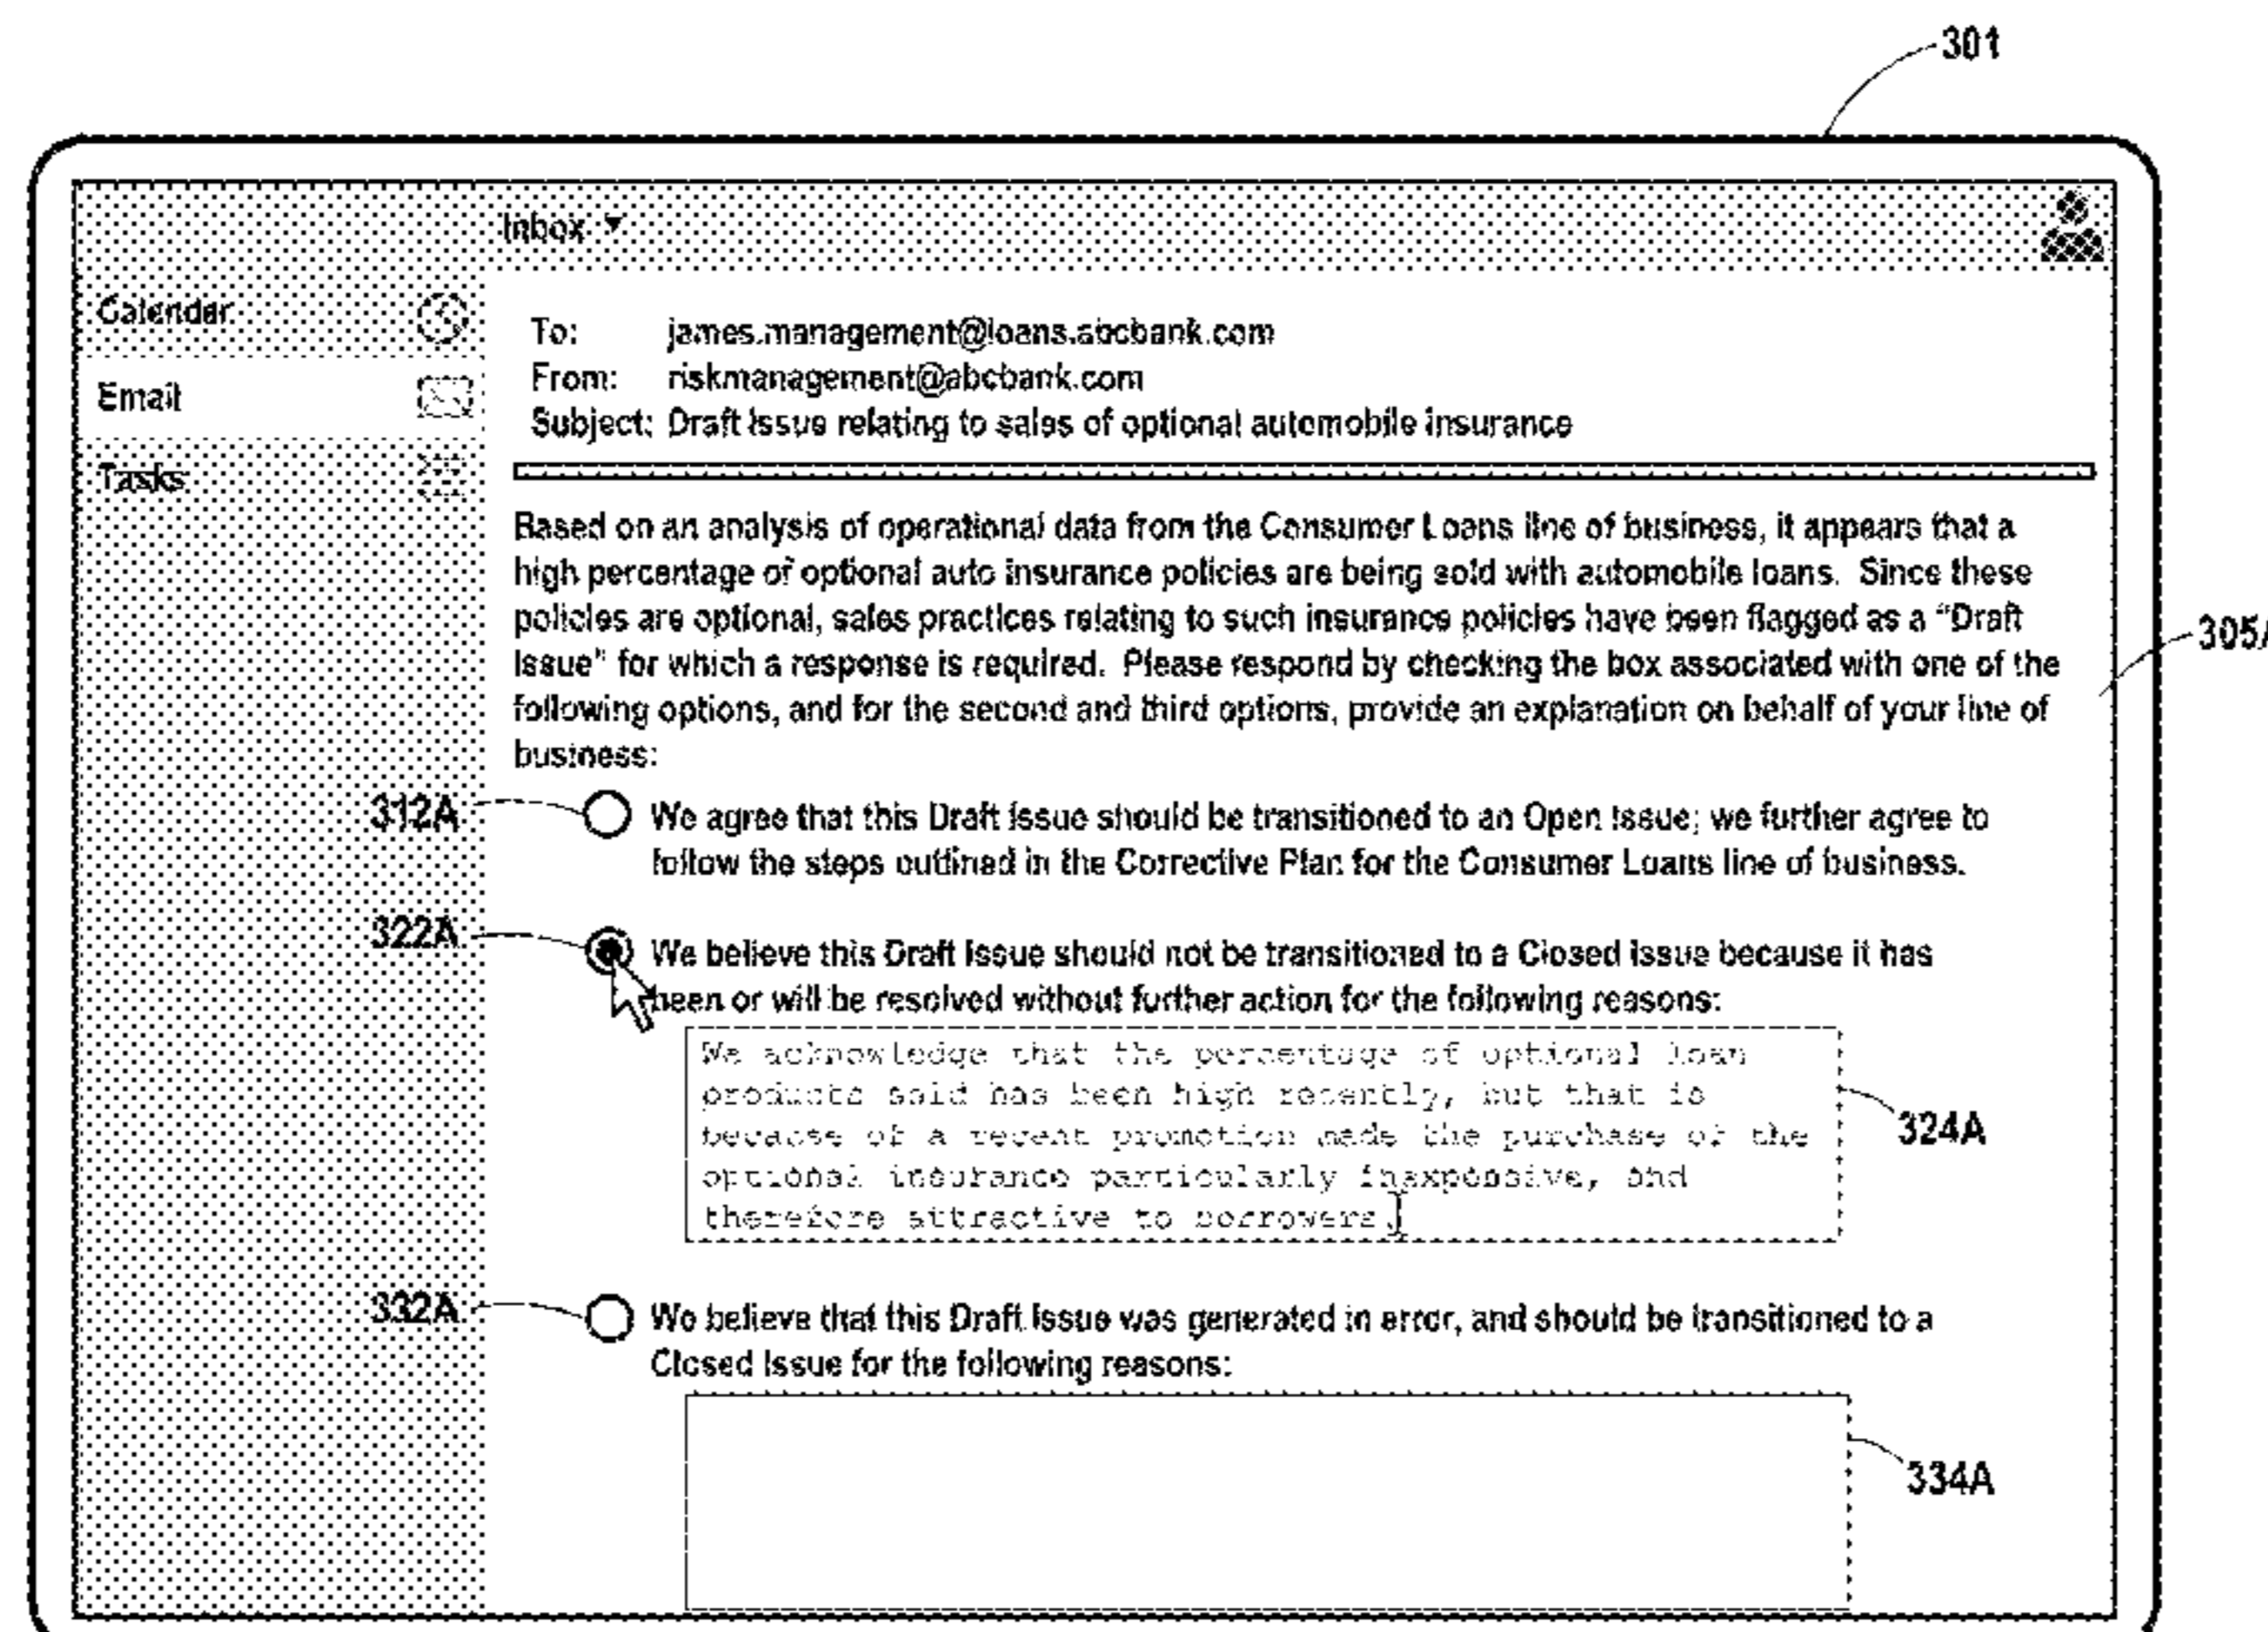 301
Inbox
Calendar
Email
Tasks
To: james.management@loans.abcbank.com
From: riskmanagement@abcbank.com
Subject: Draft Issue relating to sales of optional automobile insurance
Based on an analysis of operational data from the Consumer Loans line of business, it appears that a
high percentage of optional auto insurance policies are being sold with automobile loans. Since these
policies are optional, sales practices relating to such insurance policies have been flagged as a "Draft
Issue" for which a response is required. Please respond by checking the box associated with one of the
following options, and for the second and third options, provide an explanation on behalf of your line of
business:
305A
312A
We agree that this Draft Issue should be transitioned to an Open Issue; we further agree to
follow the steps outlined in the Corrective Plan for the Consumer Loans line of business.
322A
We believe this Draft Issue should not be transitioned to a Closed Issue because it has
been or will be resolved without further action for the following reasons:
We acknowledge that the percentage of optional loan
products sold has been high recently, but that is
because of a recent promotion made the purchase of the
optional insurance particularly inexpensive, and
therefore attractive to borrowers.
324A
332A
We believe that this Draft Issue was generated in error, and should be transitioned to a
Closed Issue for the following reasons:
334A